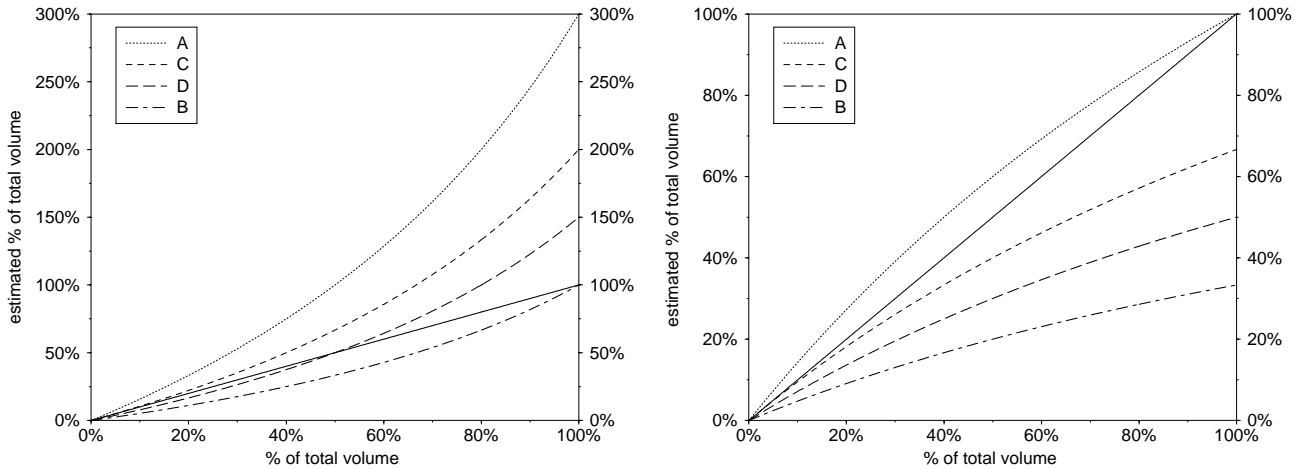 300%
250%
200%
150%
100%
50%
0%
300%
250%
200%
150%
100%
50%
0%
A
C
D
B
0% 20% 40% 60% 80% 100%
% of total volume
estimated % of total volume
100%
80%
60%
40%
20%
0%
100%
80%
60%
40%
20%
0%
A
C
D
B
0% 20% 40% 60% 80% 100%
% of total volume
estimated % of total volume